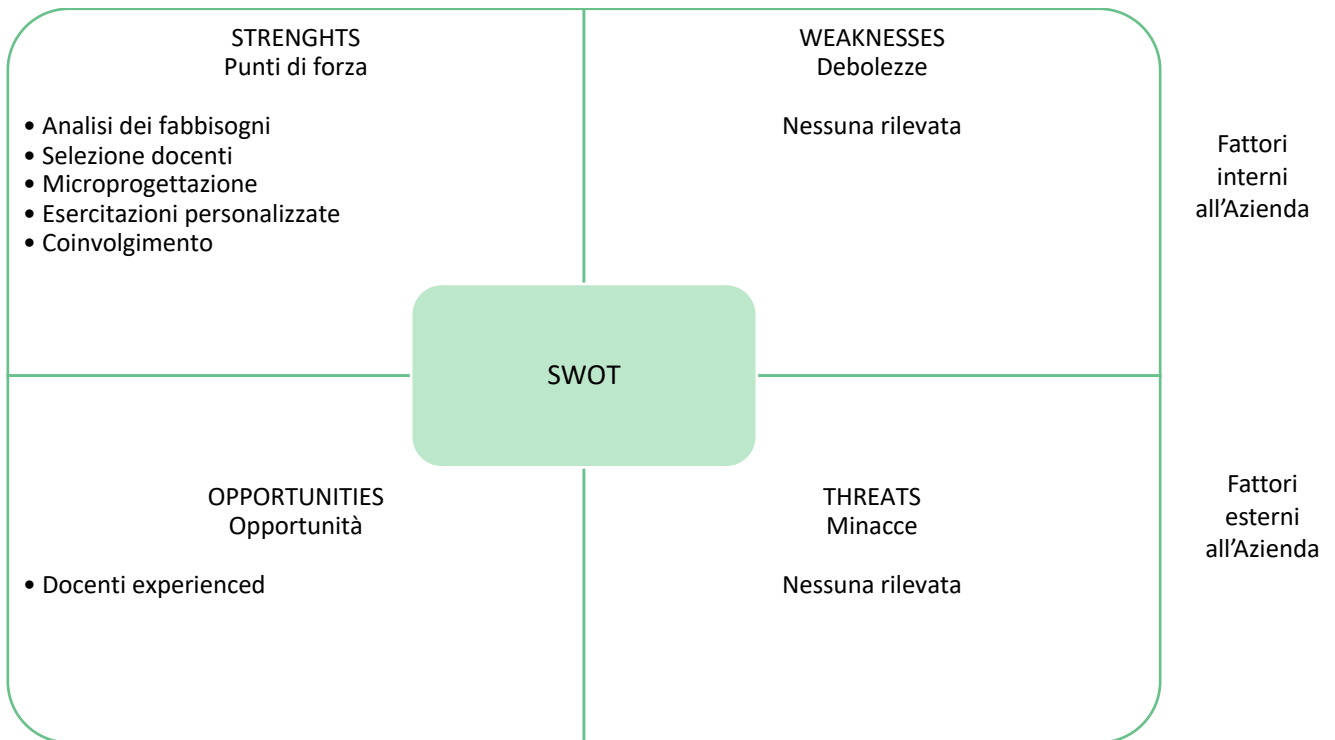 STRENGHTS
Punti di forza
• Analisi dei fabbisogni
• Selezione docenti
• Microprogettazione
• Esercitazioni personalizzate
• Coinvolgimento
WEAKNESSES
Debolezze
Nessuna rilevata
Fattori
interni
all’Azienda
SWOT
OPPORTUNITIES
Opportunità
• Docenti experienced
THREATS
Minacce
Nessuna rilevata
Fattori
esterni
all’Azienda